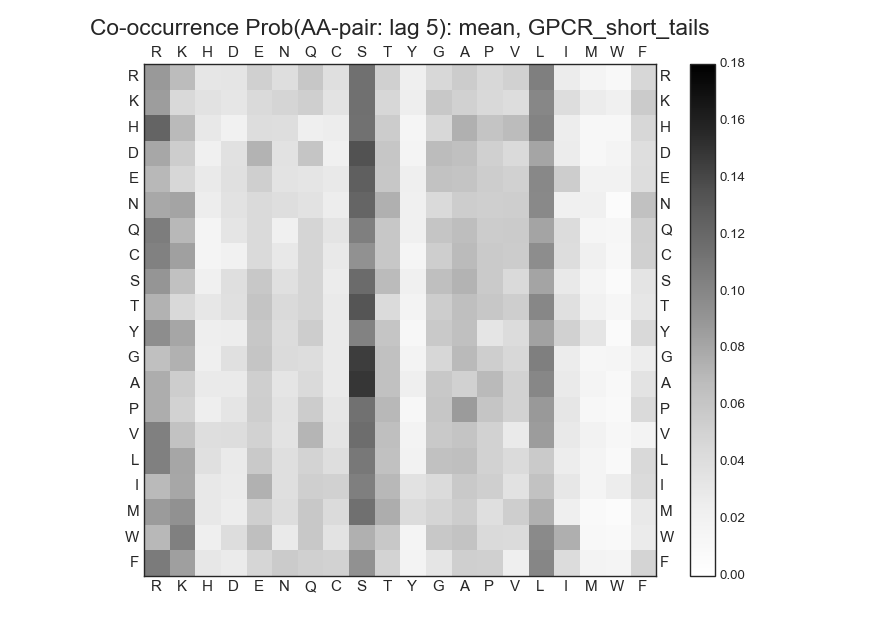 Co-occurrence Prob(AA-pair: lag 5): mean, GPCR_short_tails
R K H D E N Q C S T Y G A P V L I M W F
R R 0.18
K K
H H 0.16
D D
E E 0.14
N N
Q Q 0.12
C C
S S 0.10
T T
Y Y
G G 0.08
A A
P P 0.06
V V
L L 0.04
I I
M M 0.02
W W
F F 0.00
R K H D E N Q C S T Y G A P V L I M W F